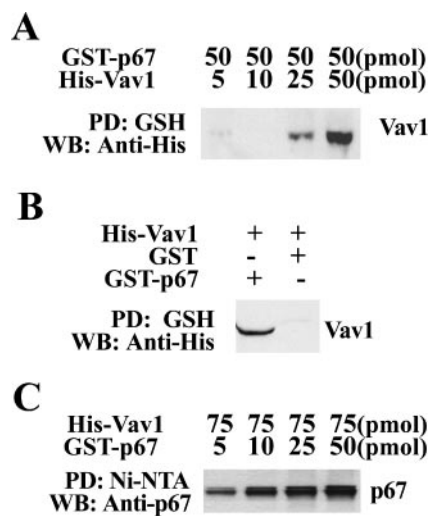 A
GST-p67 50 50 50 50(pmol)
His-Vav1 5 10 25 50(pmol)
PD: GSH
WB: Anti-His
Vav1
B
His-Vav1 + +
GST - +
GST-p67 + -
PD: GSH
WB: Anti-His
Vav1
C
His-Vav1 75 75 75 75(pmol)
GST-p67 5 10 25 50(pmol)
PD: Ni-NTA
WB: Anti-p67
p67